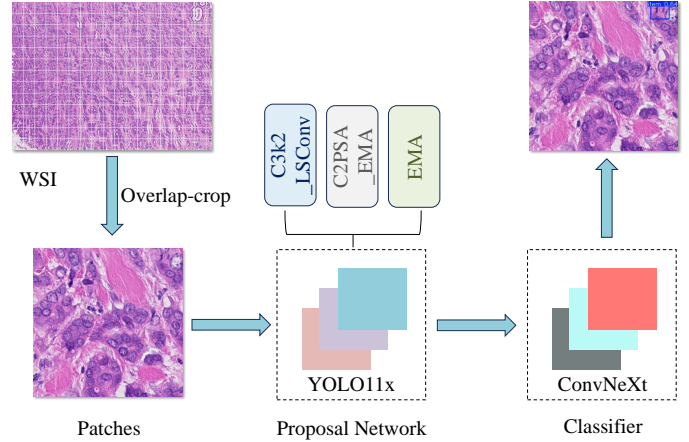 WSI
Overlap-crop
C3k2
_LSConv
C2PSA
_EMA
EMA
YOLO11x
ConvNeXt
Patches
Proposal Network
Classifier